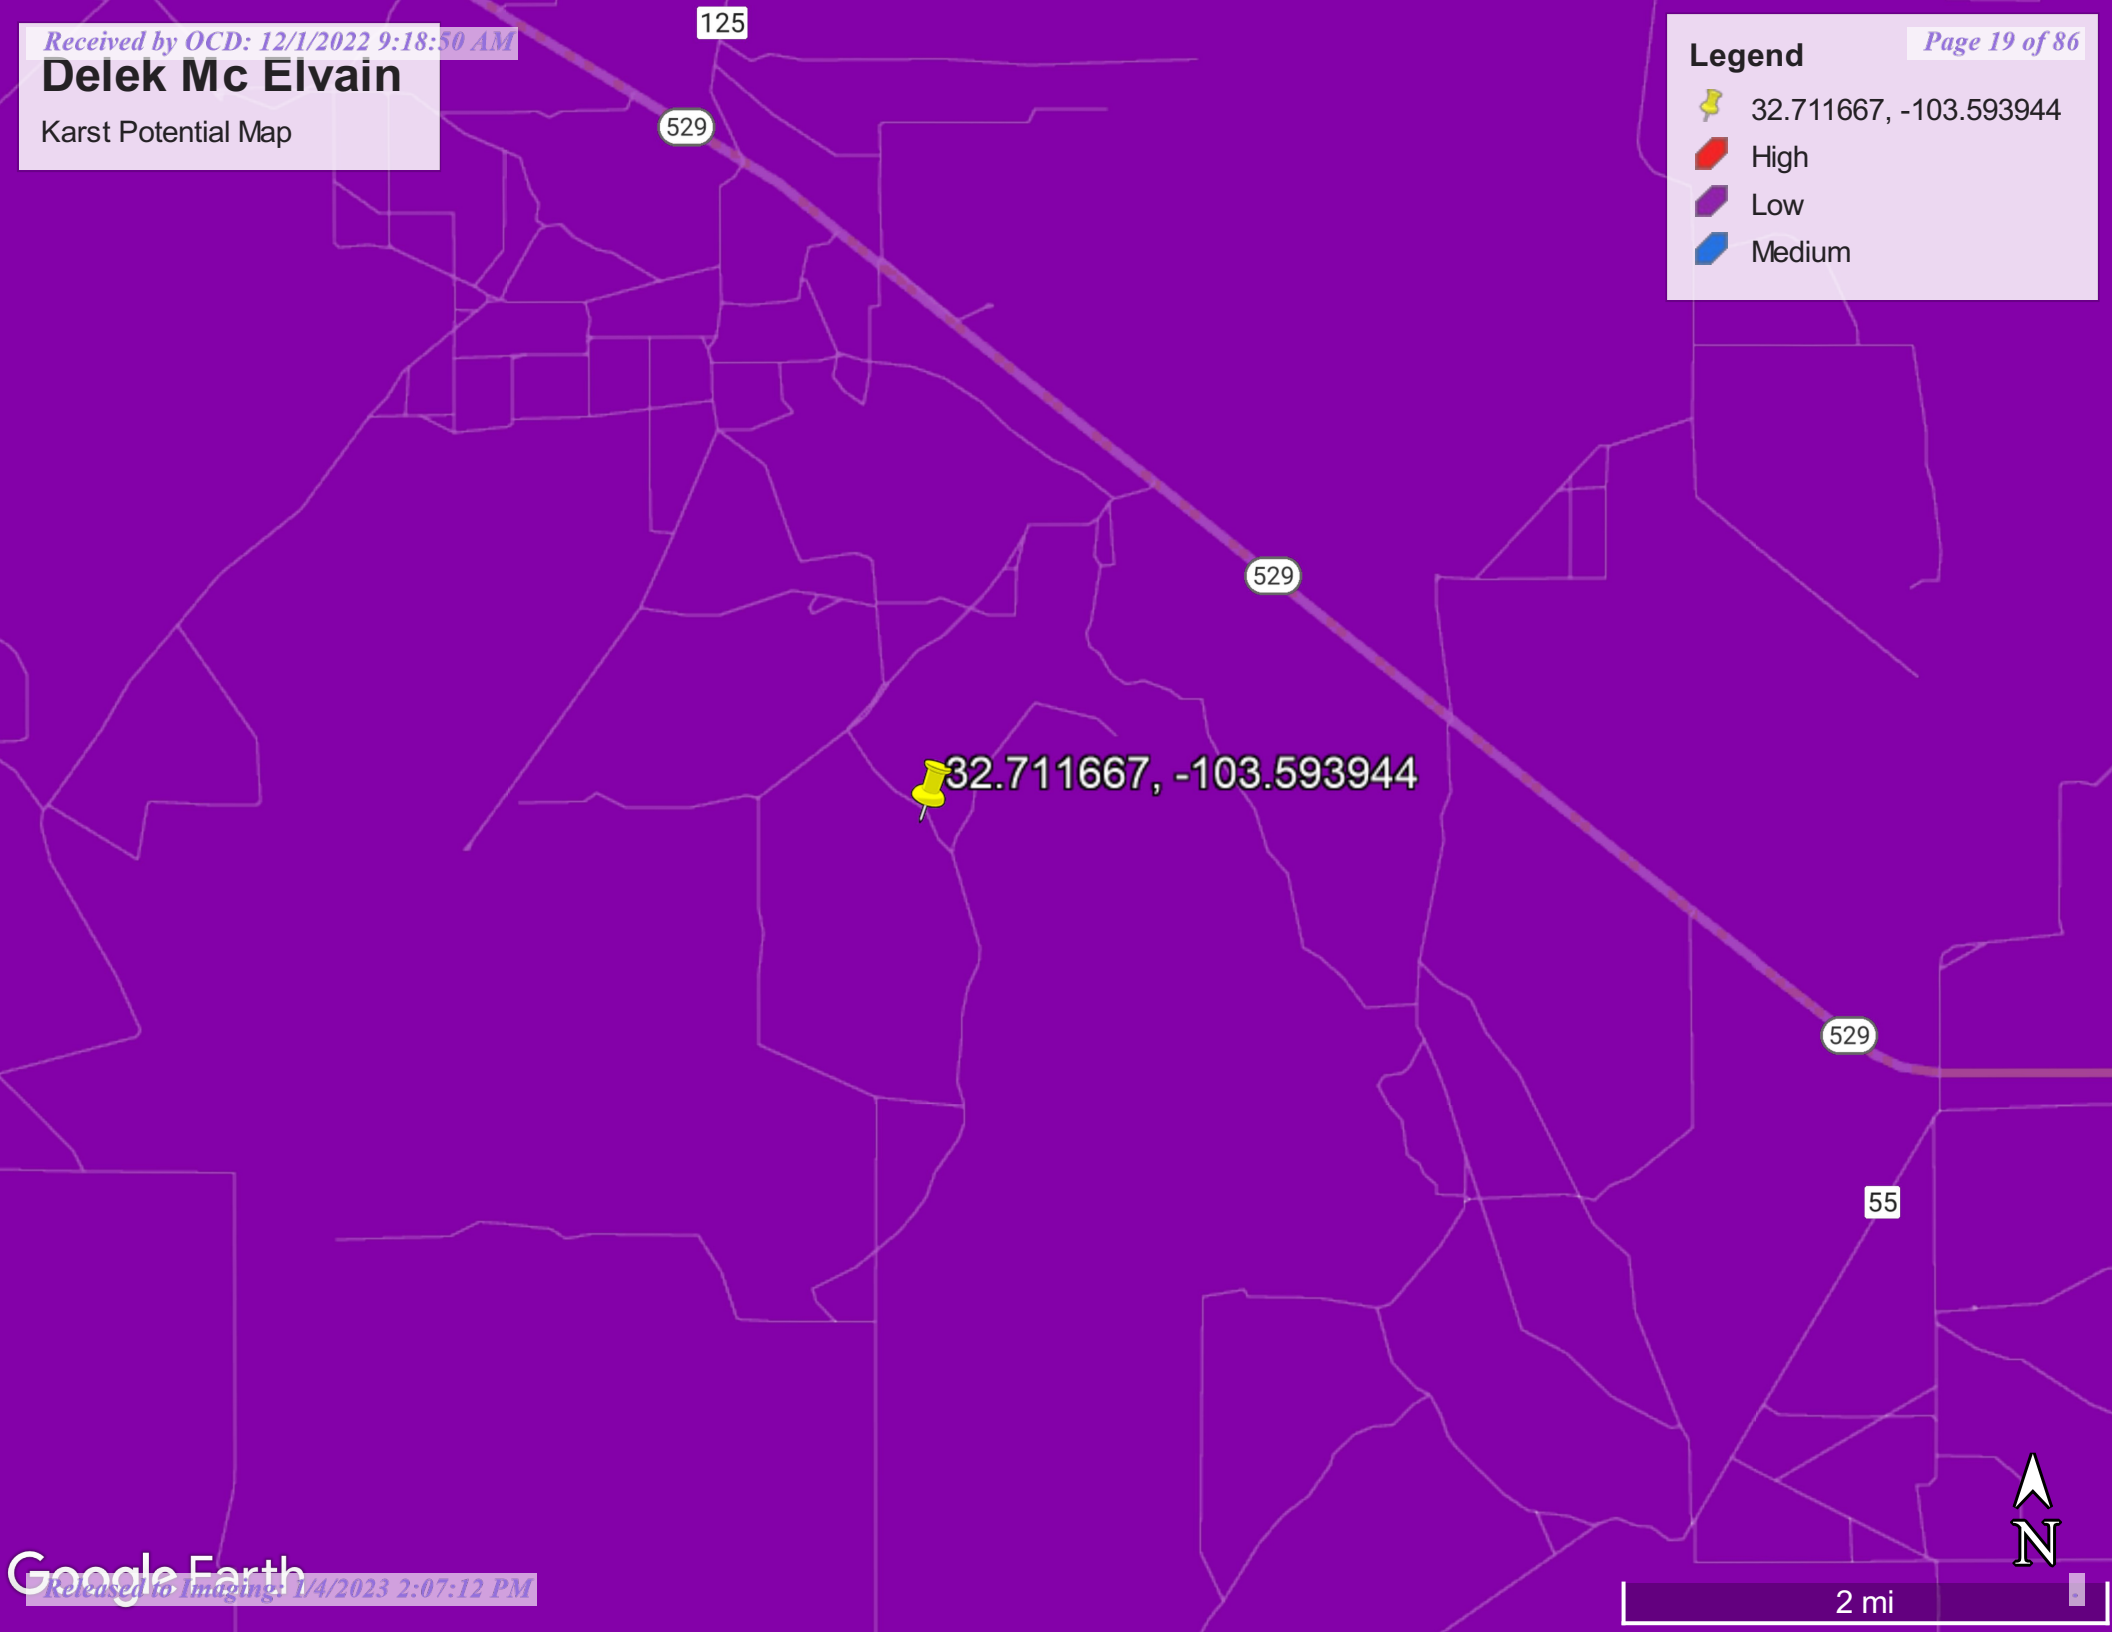 125
Received by OCD: 12/1/2022 9:18:50 AM
Page 19 of 86
Delek Mc Elvain
Karst Potential Map
Legend
32.711667, -103.593944
High
Low
Medium
529
529
32.711667, -103.593944
529
55
N
Google Earth
Released to Imaging: 1/4/2023 2:07:12 PM
2 mi